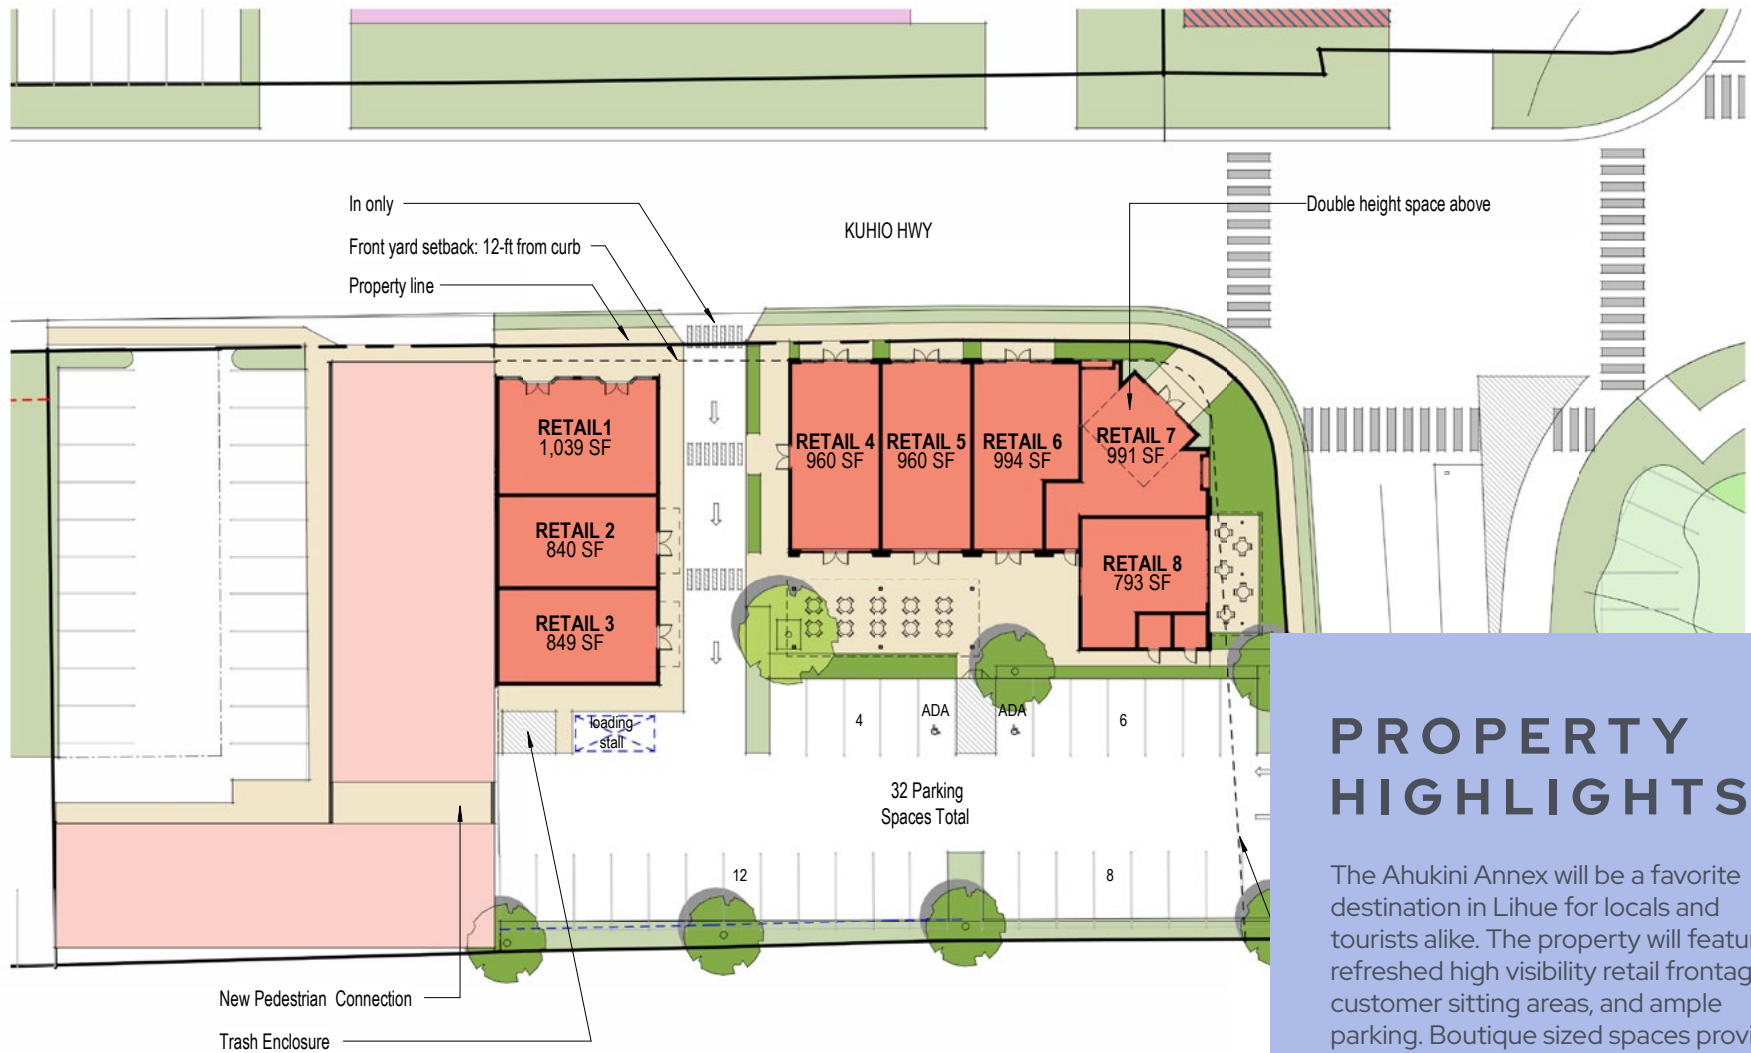 In only
KUHIO HWY
Double height space above
Front yard setback: 12-ft from curb
Property line
RETAIL1
1,039 SF
RETAIL 2
840 SF
RETAIL 3
849 SF
RETAIL 4
960 SF
RETAIL 5
960 SF
RETAIL 6
994 SF
RETAIL 7
991 SF
RETAIL 8
793 SF
loading
stall
4
ADA
ADA
6
32 Parking
Spaces Total
12
8
New Pedestrian Connection
Trash Enclosure
PROPERTY
HIGHLIGHTS
The Ahukini Annex will be a favorite
destination in Lihue for locals and
tourists alike. The property will featur
refreshed high visibility retail frontag
customer sitting areas, and ample
parking. Boutique sized spaces provi